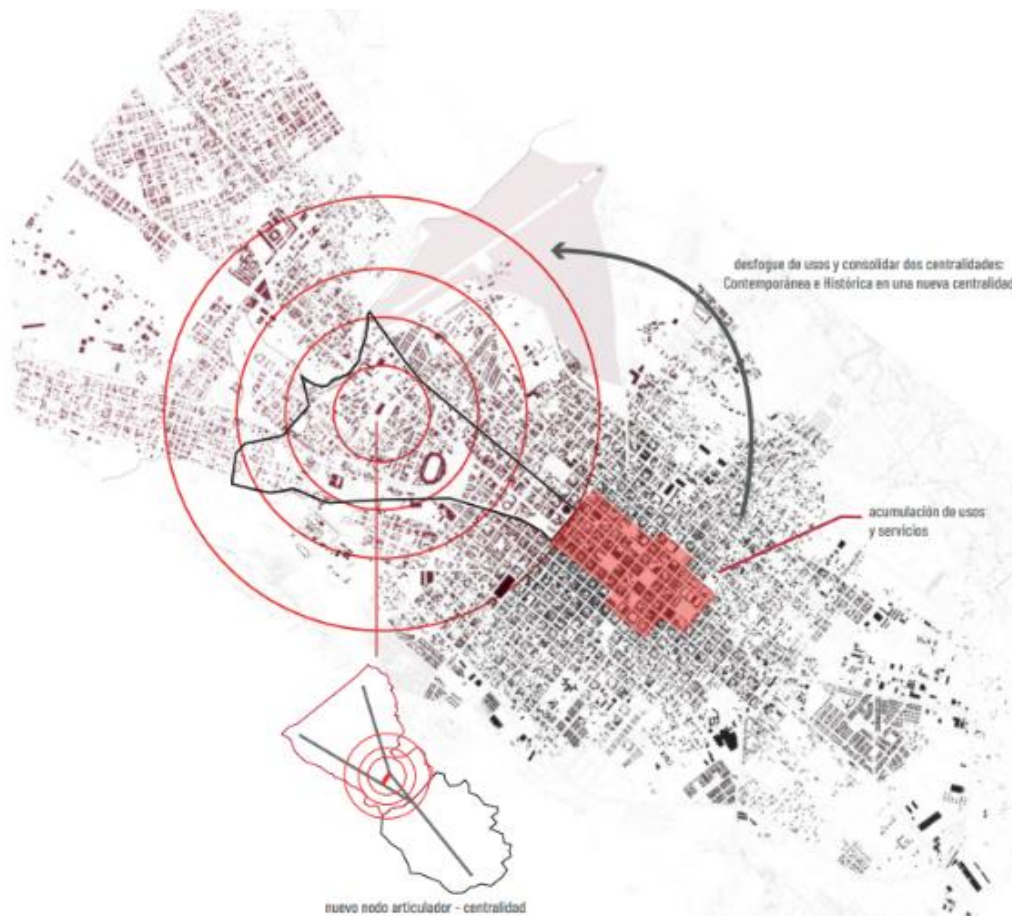 desfogue de usos y consolidar dos centralidades:
Contemporánea e Histórica en una nueva centralidad
acumulación de usos
y servicios
nuevo nodo articulador - centralidad